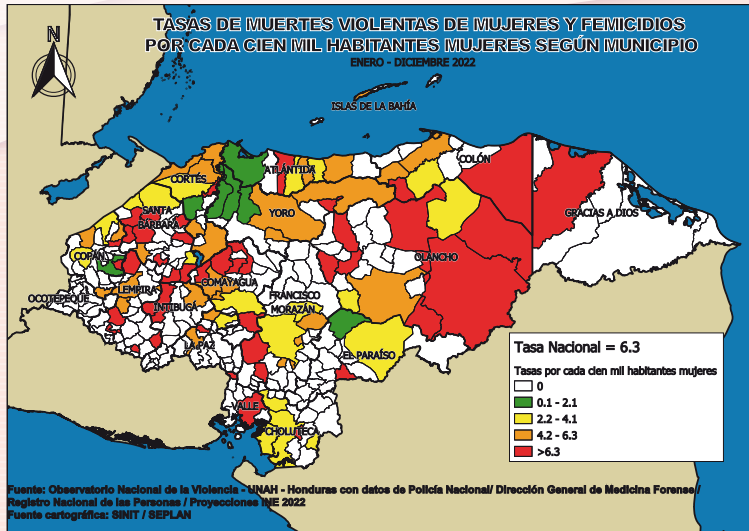 TASAS DE MUERTES VIOLENTAS DE MUJERES Y FEMICIDIOS
POR CADA CIEN MIL HABITANTES MUJERES SEGÚN MUNICIPIO
ENERO - DICIEMBRE 2022
N
ISLAS DE LA BAHÍA
COLÓN
ATLÁNTIDA
CORTÉS
SANTA
BÁRBARA
YORO
GRACIAS A DIOS
COPÁN
OLANCHO
COMAYAGUA
LEMPIRA
OCOTEPEQUE
INTIBUCÁ
FRANCISCO
MORAZÁN
LA PAZ
EL PARAÍSO
VALLE
CHOLUTECA
Tasa Nacional = 6.3
Tasas por cada cien mil habitantes mujeres
0
0.1 - 2.1
2.2 - 4.1
4.2 - 6.3
>6.3
Fuente: Observatorio Nacional de la Violencia - UNAH - Honduras con datos de Policía Nacional/ Dirección General de Medicina Forense/
Registro Nacional de las Personas / Proyecciones INE 2022
Fuente cartográfica: SINIT / SEPLAN